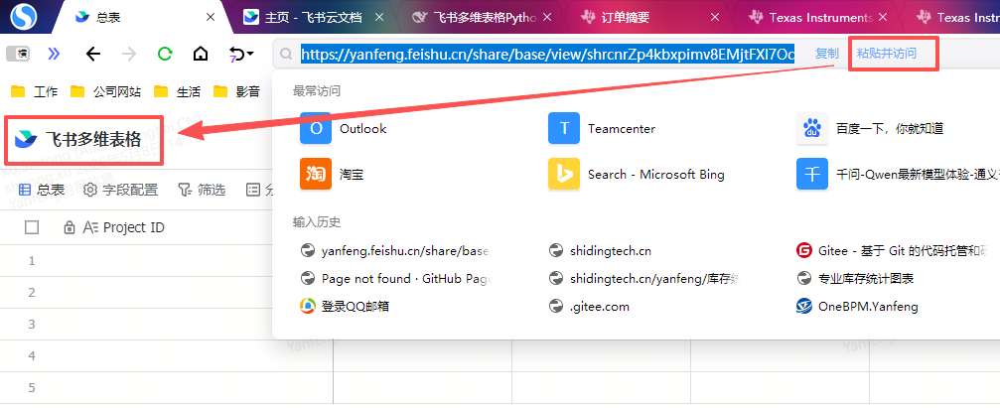 总表
主页 - 飞书云文档
飞书多维表格Pytho
订单摘要
Texas Instruments
Texas Instrum
https://yanfeng.feishu.cn/share/base/view/shrcnrZp4kbxpimv8EMjtFXI7Oc
复制
粘贴并访问
工作
公司网站
生活
影音
最常访问
O
Outlook
T
Teamcenter
百度一下，你就知道
淘
淘宝
Search - Microsoft Bing
千
千问-Qwen最新模型体验-通义
飞书多维表格
总表
字段配置
筛选
分
输入历史
Project ID
yanfeng.feishu.cn/share/base
shidingtech.cn
Gitee - 基于 Git 的代码托管和研
Page not found · GitHub Page
shidingtech.cn/yanfeng/库存统
专业库存统计图表
登录QQ邮箱
.gitee.com
OneBPM.Yanfeng
1
2
3
4
5